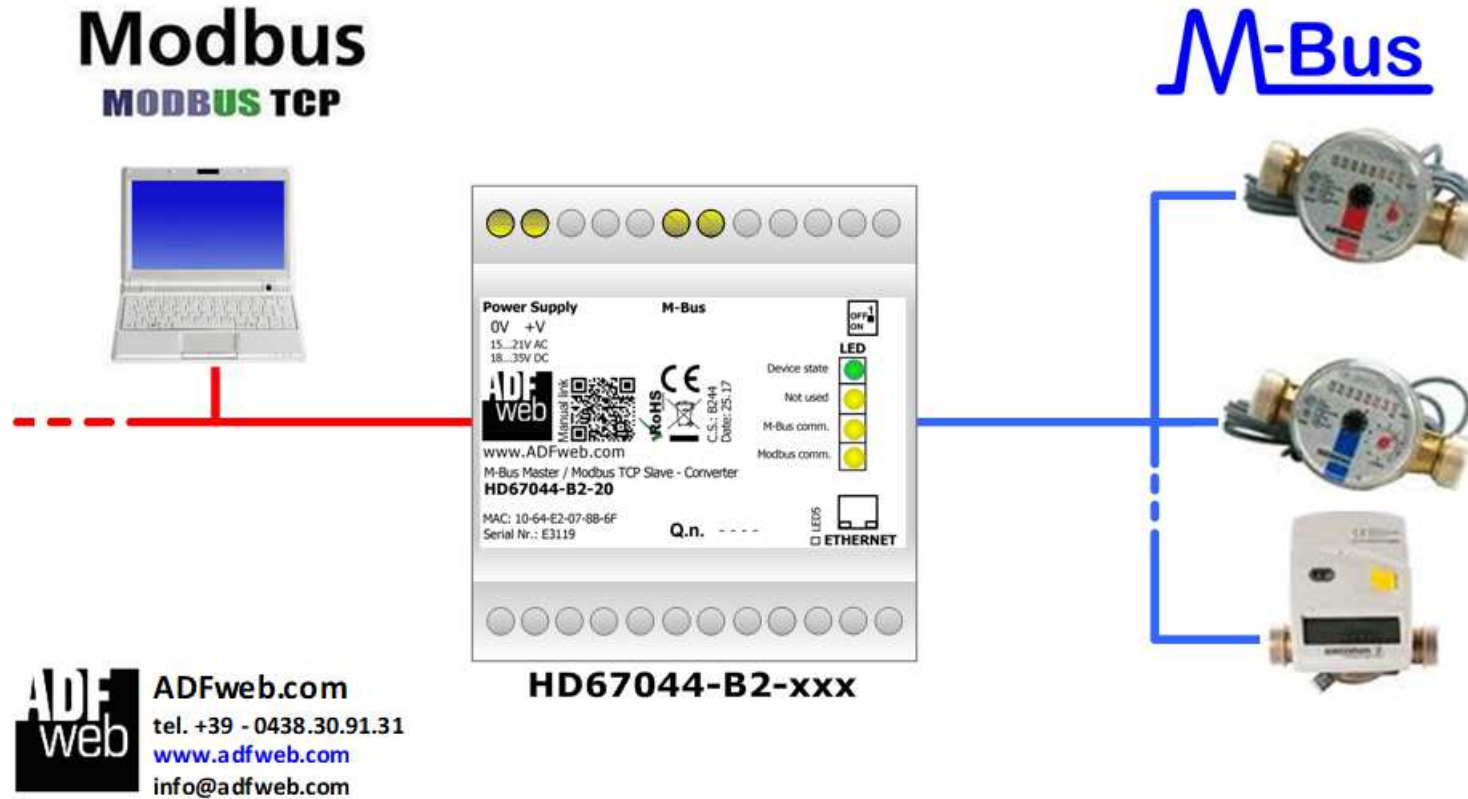 Modbus
MODBUS TCP
M-Bus
Power Supply
M-Bus
0V +V
15...21V AC
18...35V DC
OFF 1
ON
LED
Device state
Not used
M-Bus comm.
Modbus comm.
ADF
web
Manual link
RoHS
CE
C.S.: B244
Date: 25.17
www.ADFweb.com
M-Bus Master / Modbus TCP Slave - Converter
HD67044-B2-20
MAC: 10-64-E2-07-8B-6F
Serial Nr.: E3119
Q.n. - - - -
LEDS
ETHERNET
HD67044-B2-xxx
ADF
web
ADFweb.com
tel. +39 - 0438.30.91.31
www.adfweb.com
info@adfweb.com